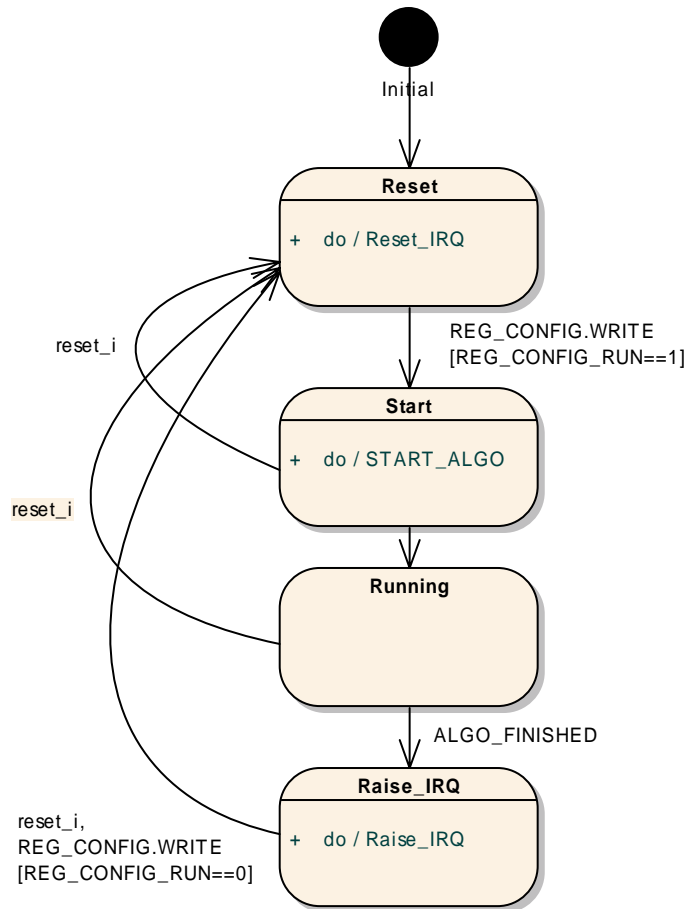 Initial
Reset
+ do / Reset_IRQ
REG_CONFIG.WRITE
[REG_CONFIG_RUN==1]
reset_i
Start
+ do / START_ALGO
reset_i
Running
ALGO_FINISHED
Raise_IRQ
+ do / Raise_IRQ
reset_i,
REG_CONFIG.WRITE
[REG_CONFIG_RUN==0]